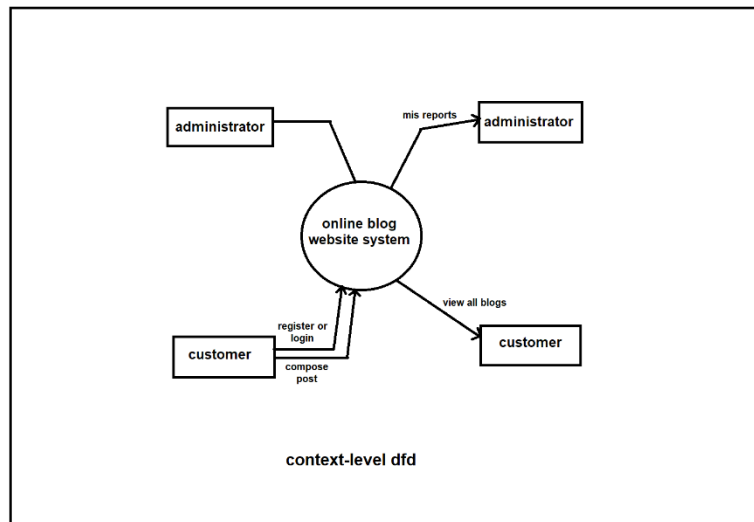 mis reports
administrator
administrator
online blog
website system
view all blogs
register or
login
customer
customer
compose
post
context-level dfd